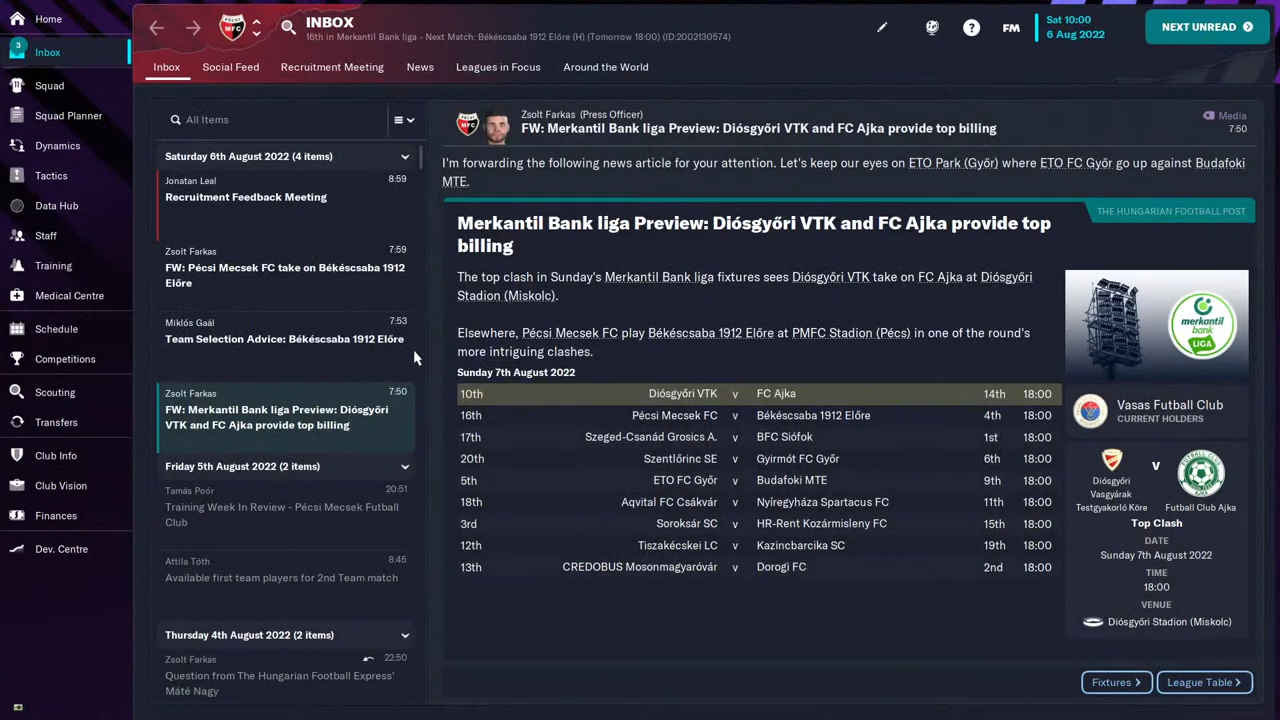 Home
3
Inbox
Squad
Squad Planner
Dynamics
Tactics
Data Hub
Staff
Training
Medical Centre
Schedule
Competitions
Scouting
Transfers
Club Info
Club Vision
Finances
Dev. Centre
INBOX
16th in Merkantil Bank liga - Next Match: Békéscsaba 1912 Előre (H) (Tomorrow 18:00) (ID:2002130574)
FM
Sat 10:00
6 Aug 2022
NEXT UNREAD
Inbox Social Feed Recruitment Meeting News Leagues in Focus Around the World
All Items
Saturday 6th August 2022 (4 items)
Jonatan Leal 8:59
Recruitment Feedback Meeting
Zsolt Farkas 7:59
FW: Pécsi Mecsek FC take on Békéscsaba 1912
Előre
Miklós Gaál 7:53
Team Selection Advice: Békéscsaba 1912 Előre
Zsolt Farkas 7:50
FW: Merkantil Bank liga Preview: Diósgyőri
VTK and FC Ajka provide top billing
Friday 5th August 2022 (2 items)
Tamás Poór 20:51
Training Week In Review - Pécsi Mecsek Futball
Club
Attila Tóth 8:45
Available first team players for 2nd Team match
Thursday 4th August 2022 (2 items)
Zsolt Farkas 22:50
Question from The Hungarian Football Express'
Máté Nagy
Zsolt Farkas (Press Officer)
FW: Merkantil Bank liga Preview: Diósgyőri VTK and FC Ajka provide top billing
Media
7:50
I'm forwarding the following news article for your attention. Let's keep our eyes on ETO Park (Győr) where ETO FC Győr go up against Budafoki
MTE.
THE HUNGARIAN FOOTBALL POST
Merkantil Bank liga Preview: Diósgyőri VTK and FC Ajka provide top
billing
The top clash in Sunday's Merkantil Bank liga fixtures sees Diósgyőri VTK take on FC Ajka at Diósgyőri
Stadion (Miskolc).
Elsewhere, Pécsi Mecsek FC play Békéscsaba 1912 Előre at PMFC Stadion (Pécs) in one of the round's
more intriguing clashes.
Sunday 7th August 2022
10th Diósgyőri VTK v FC Ajka 14th 18:00
16th Pécsi Mecsek FC v Békéscsaba 1912 Előre 4th 18:00
17th Szeged-Csanád Grosics A. v BFC Siófok 1st 18:00
20th Szentlőrinc SE v Gyirmót FC Győr 6th 18:00
5th ETO FC Győr v Budafoki MTE 9th 18:00
18th Aqvital FC Csákvár v Nyíregyháza Spartacus FC 11th 18:00
3rd Soroksár SC v HR-Rent Kozármisleny FC 15th 18:00
12th Tiszakécskei LC v Kazincbarcika SC 19th 18:00
13th CREDOBUS Mosonmagyaróvár v Dorogi FC 2nd 18:00
merkantil
bank
LIGA
Vasas Futball Club
CURRENT HOLDERS
v
Diósgyőri
Vasgyárak
Testgyakorló Köre
Futball Club Ajka
Top Clash
DATE
Sunday 7th August 2022
TIME
18:00
VENUE
Diósgyőri Stadion (Miskolc)
Fixtures
League Table